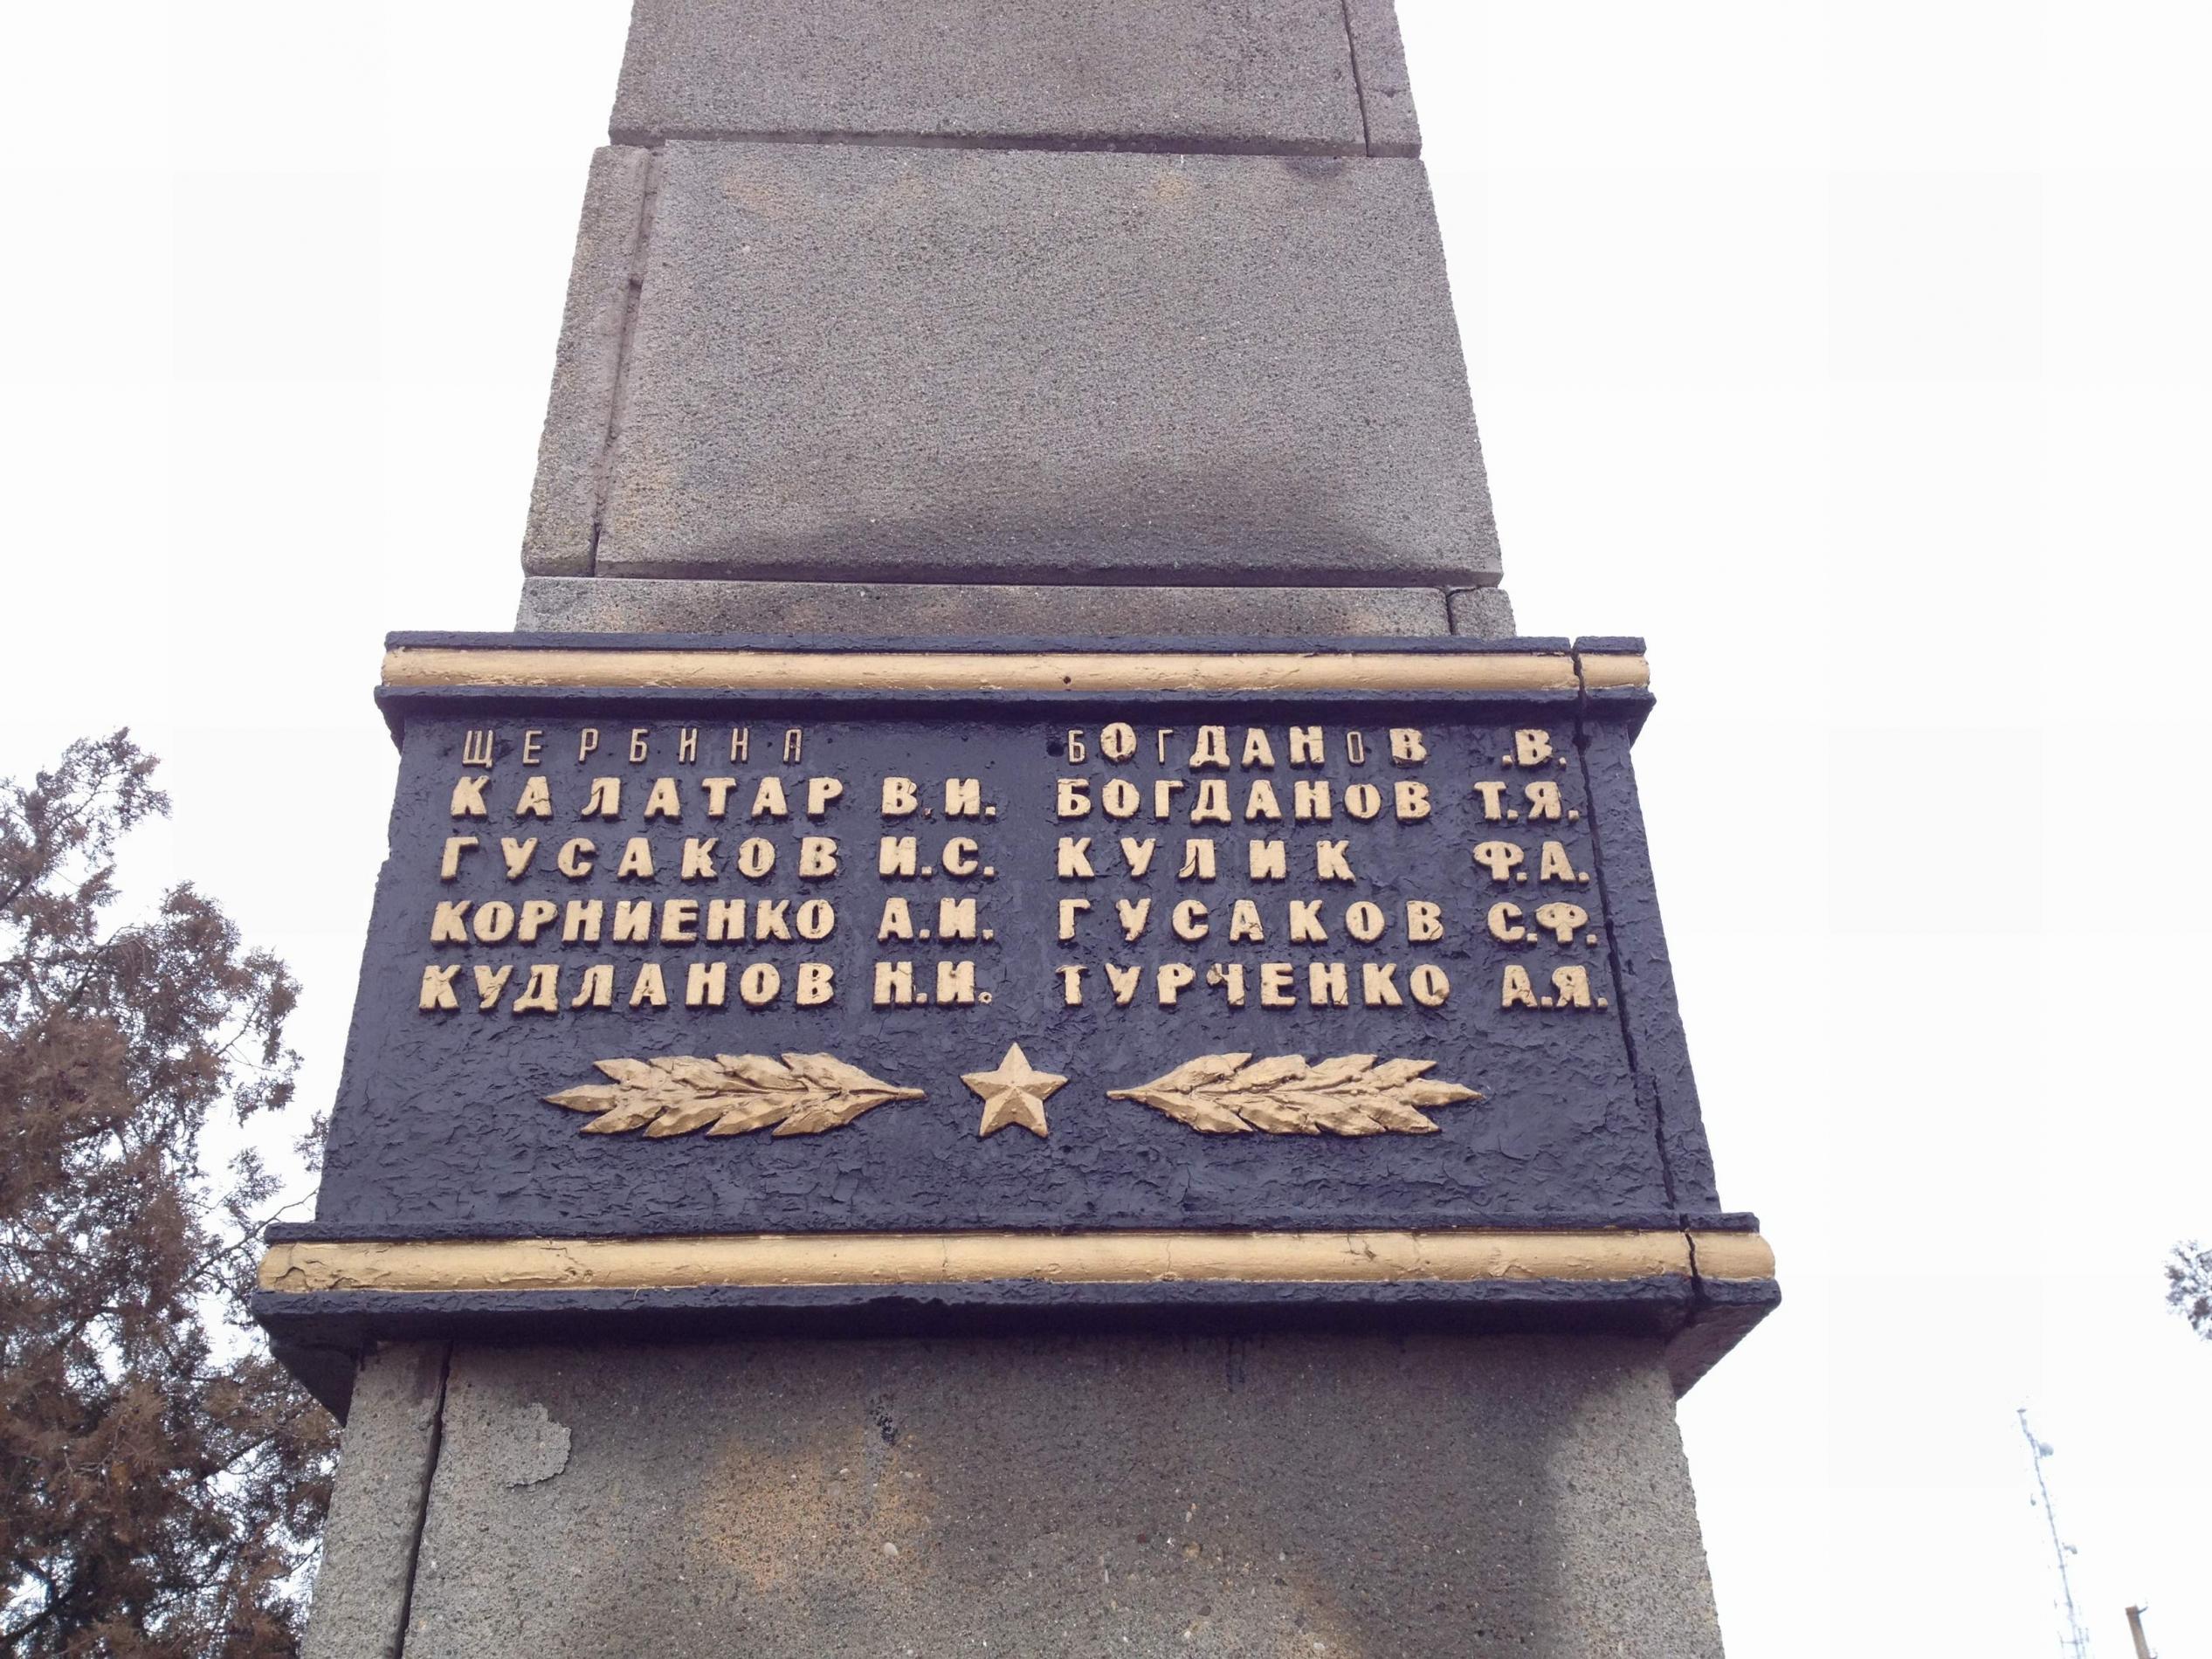 ЩЕРБИНА
КАЛАТАР В.И.
ГУСАКОВ И.С.
КОРНИЕНКО А.И.
КУДЛАНОВ Н.И.
БОГДАНОВ .В.
БОГДАНОВ Т.Я.
КУЛИК Ф.А.
ГУСАКОВ С.Ф.
ТУРЧЕНКО А.Я.